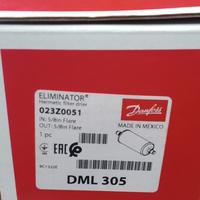 ELIMINATOR®
Hermetic filter drier
023Z0051
IN: 5/8in Flare
OUT: 5/8in Flare
1 pc
Danfoss
MADE IN MEXICO
EAC
DML 305